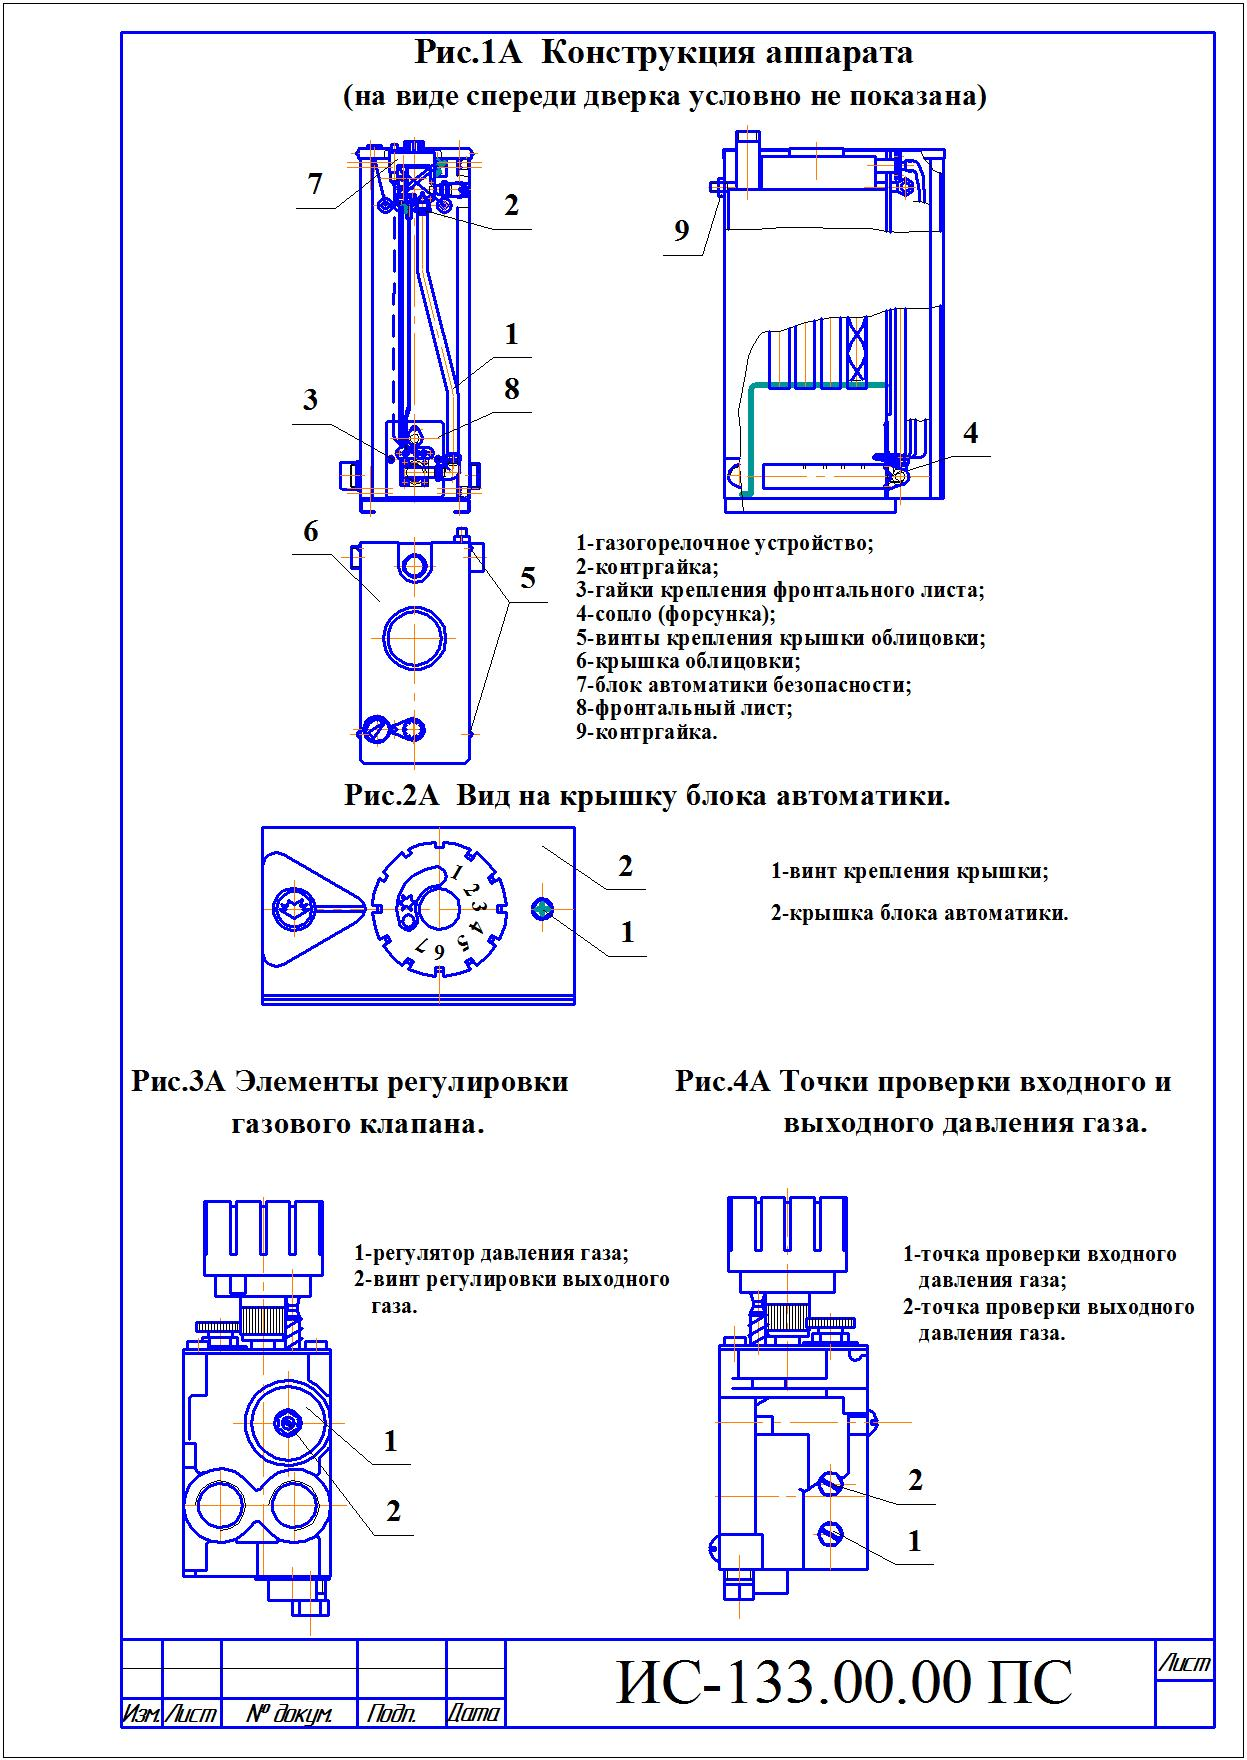 Рис.1А Конструкция аппарата
(на виде спереди дверка условно не показана)
7
2
9
1
8
3
4
6
5
1-газогорелочное устройство;
2-контргайка;
3-гайки крепления фронтального листа;
4-сопло (форсунка);
5-винты крепления крышки облицовки;
6-крышка облицовки;
7-блок автоматики безопасности;
8-фронтальный лист;
9-контргайка.
Рис.2А Вид на крышку блока автоматики.
1 2 3 4 5 6 7
2
1
1-винт крепления крышки;
2-крышка блока автоматики.
Рис.3А Элементы регулировки
газового клапана.
Рис.4А Точки проверки входного и
выходного давления газа.
1-регулятор давления газа;
2-винт регулировки выходного
газа.
1
2
1-точка проверки входного
давления газа;
2-точка проверки выходного
давления газа.
2
1
ИС-133.00.00 ПС
Лист
Изм. Лист № докум. Подп. Дата